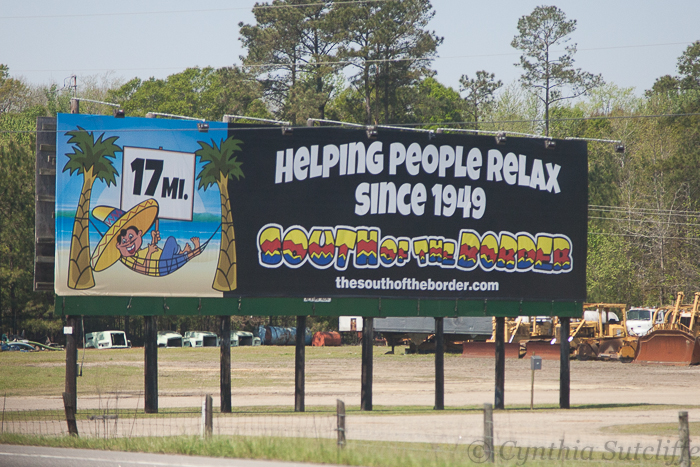 17 MI.
HELPING PEOPLE RELAX
SINCE 1949
SOUTH OF THE BORDER
thesouthoftheborder.com
© Cynthia Sutcliffe